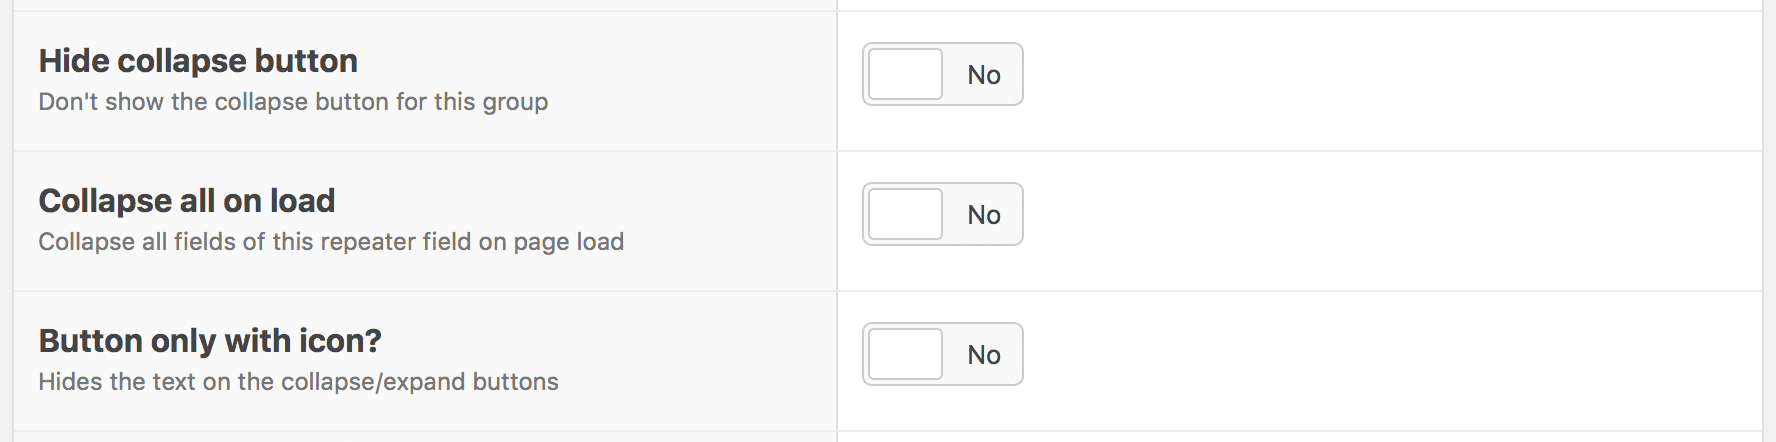 Hide collapse button
No
Don't show the collapse button for this group
Collapse all on load
No
Collapse all fields of this repeater field on page load
Button only with icon?
No
Hides the text on the collapse/expand buttons